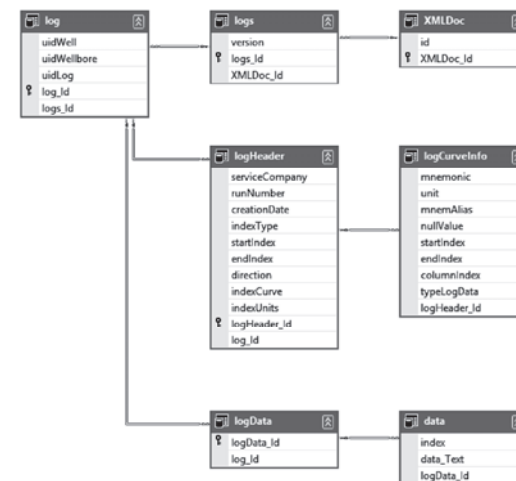 log
uidWell
uidWellbore
uidLog
log_Id
logs_Id
logs
version
logs_Id
XMLDoc_Id
XMLDoc
id
XMLDoc_Id
logHeader
serviceCompany
runNumber
creationDate
indexType
startIndex
endIndex
direction
indexCurve
indexUnits
logHeader_Id
log_Id
logCurveInfo
mnemonic
unit
mnemAlias
nullValue
startIndex
endIndex
columnIndex
typeLogData
logHeader_Id
logData
logData_Id
log_Id
data
index
data_Text
logData_Id